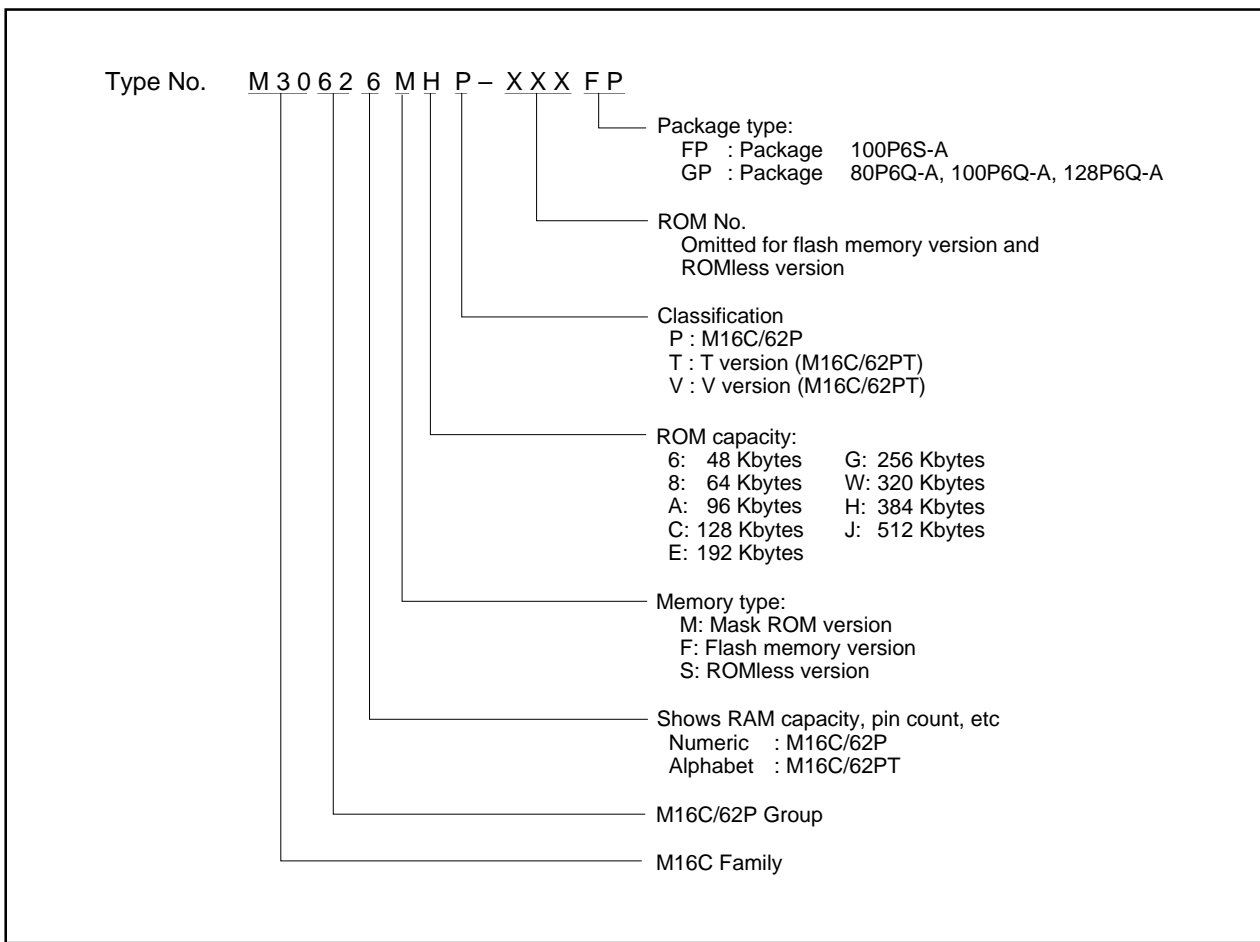 Type No. M 3 0 6 2 6 M H P – X X X F P
Package type:
FP : Package 100P6S-A
GP : Package 80P6Q-A, 100P6Q-A, 128P6Q-A
ROM No.
Omitted for flash memory version and
ROMless version
Classification
P : M16C/62P
T : T version (M16C/62PT)
V : V version (M16C/62PT)
ROM capacity:
6: 48 Kbytes G: 256 Kbytes
8: 64 Kbytes W: 320 Kbytes
A: 96 Kbytes H: 384 Kbytes
C: 128 Kbytes J: 512 Kbytes
E: 192 Kbytes
Memory type:
M: Mask ROM version
F: Flash memory version
S: ROMless version
Shows RAM capacity, pin count, etc
Numeric : M16C/62P
Alphabet : M16C/62PT
M16C/62P Group
M16C Family